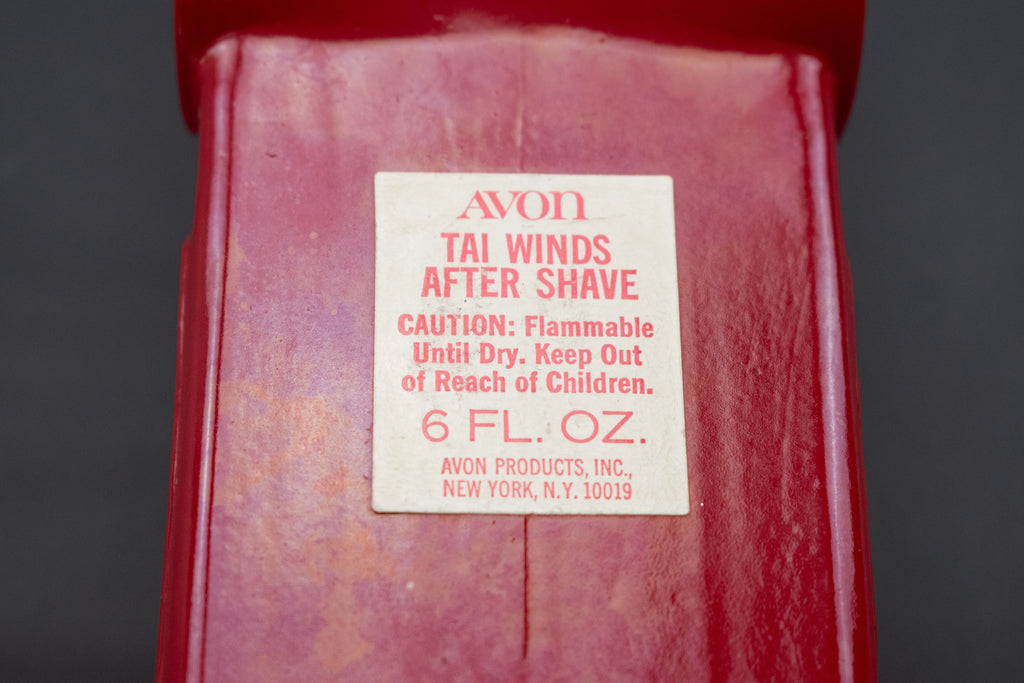 AVON
TAI WINDS
AFTER SHAVE
CAUTION: Flammable
Until Dry. Keep Out
of Reach of Children.
6 FL. OZ.
AVON PRODUCTS, INC.,
NEW YORK, N.Y. 10019